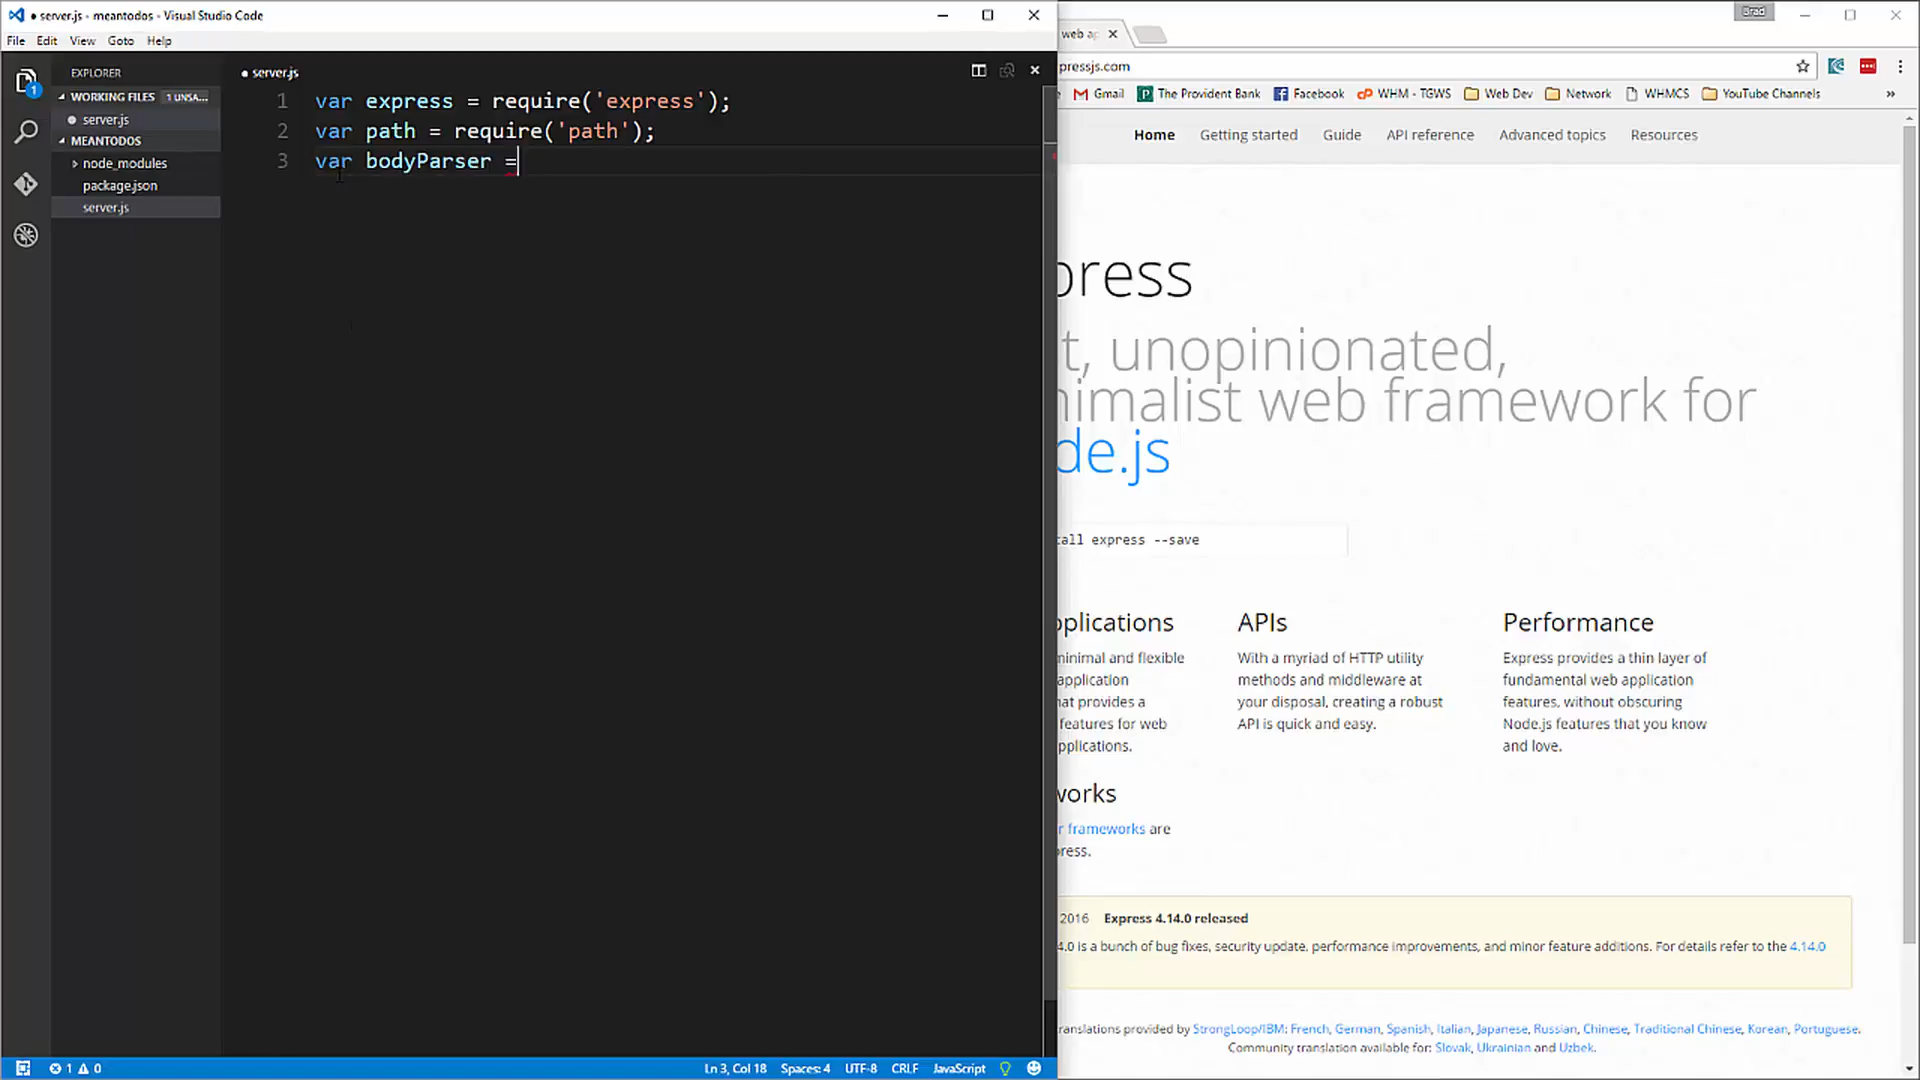 server.js - meantodos - Visual Studio Code
File Edit View Goto Help
EXPLORER
WORKING FILES 1 UNSA...
server.js
MEANTODOS
node_modules
package.json
server.js
1
server.js
1 var express = require('express');
2 var path = require('path');
3 var bodyParser =
1 0
Ln 3, Col 18 Spaces: 4 UTF-8 CRLF JavaScript
Brad
web ap
pressjs.com
Gmail The Provident Bank Facebook WHM - TGWS Web Dev Network WHMCS YouTube Channels »
Home Getting started Guide API reference Advanced topics Resources
press
t, unopinionated,
nimalist web framework for
de.js
tall express --save
pplications
minimal and flexible
application
hat provides a
features for web
pplications.
APIs
With a myriad of HTTP utility
methods and middleware at
your disposal, creating a robust
API is quick and easy.
Performance
Express provides a thin layer of
fundamental web application
features, without obscuring
Node.js features that you know
and love.
works
r frameworks are
press.
2016 Express 4.14.0 released
4.0 is a bunch of bug fixes, security update, performance improvements, and minor feature additions. For details refer to the 4.14.0
ranslations provided by StrongLoop/IBM: French, German, Spanish, Italian, Japanese, Russian, Chinese, Traditional Chinese, Korean, Portuguese.
Community translation available for: Slovak, Ukrainian and Uzbek.